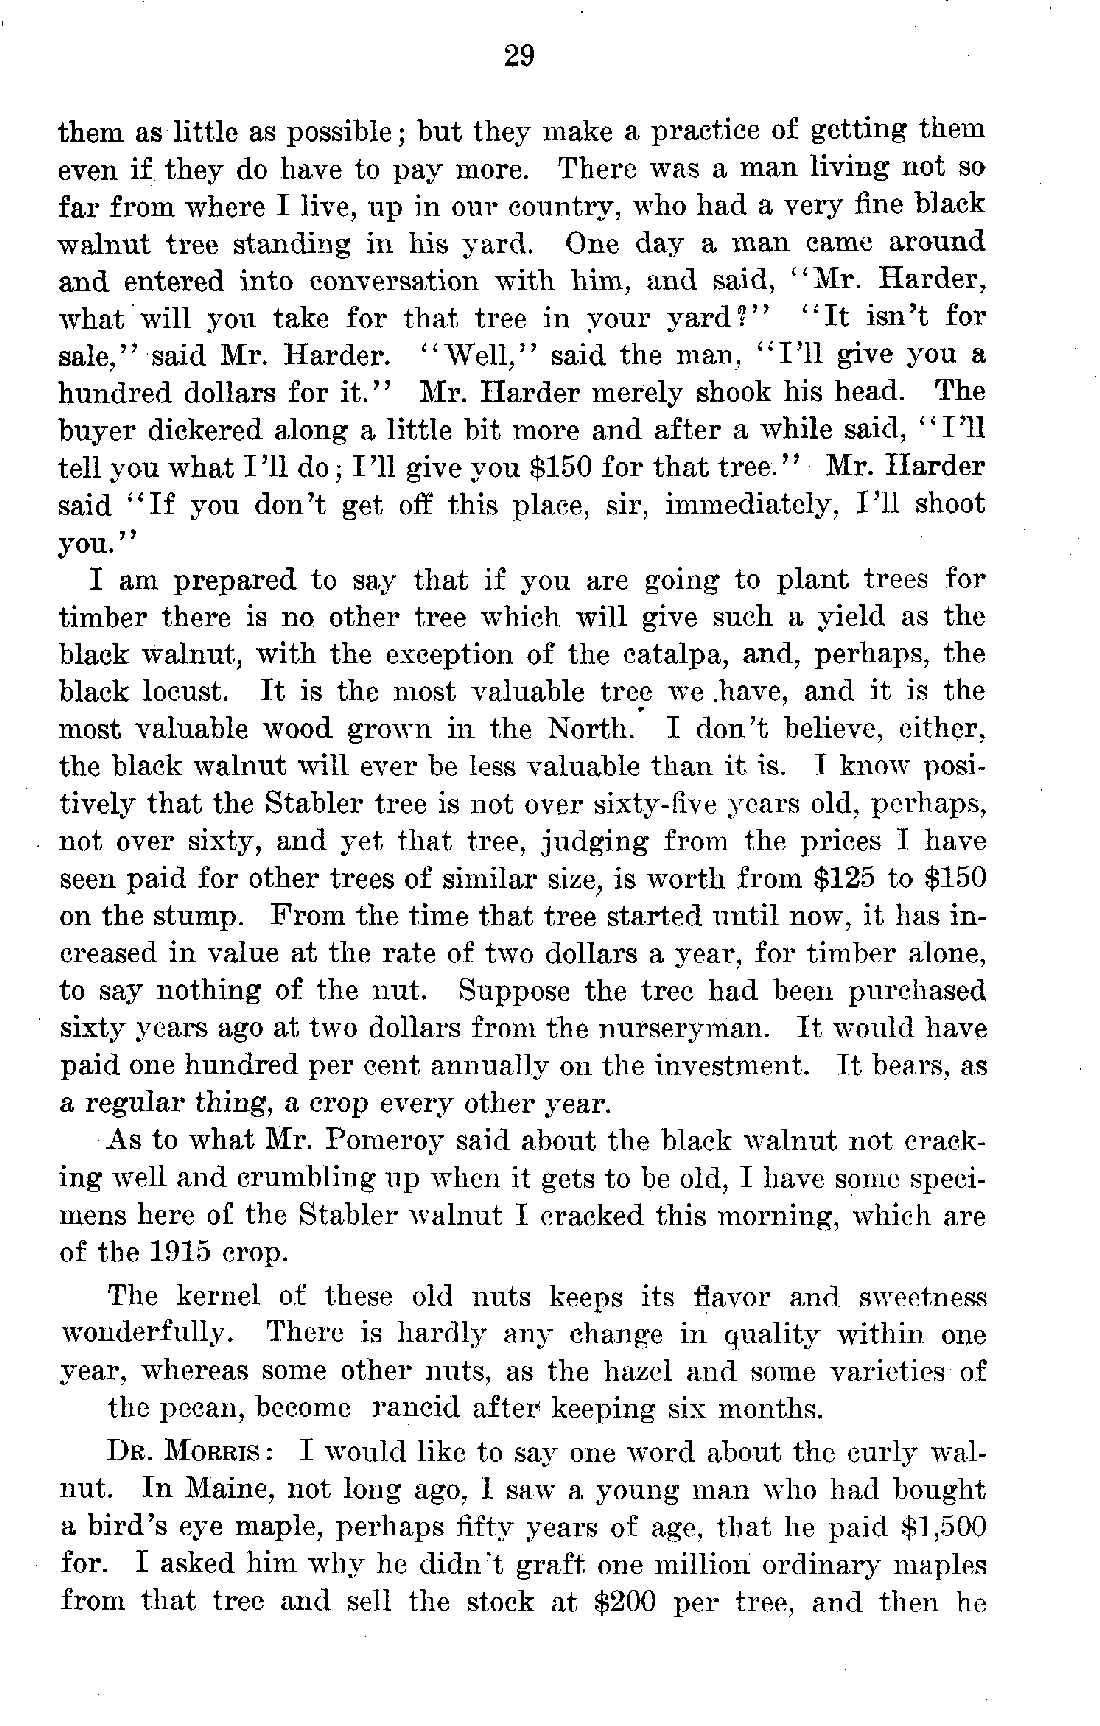 29
them as little as possible; but they make a practice of getting them
even if they do have to pay more. There was a man living not so
far from where I live, up in our country, who had a very fine black
walnut tree standing in his yard. One day a man came around
and entered into conversation with him, and said, "Mr. Harder,
what will you take for that tree in your yard?" "It isn't for
sale," said Mr. Harder. "Well," said the man, "I'll give you a
hundred dollars for it." Mr. Harder merely shook his head. The
buyer dickered along a little bit more and after a while said, "I'll
tell you what I'll do; I'll give you $150 for that tree." Mr. Harder
said "If you don't get off this place, sir, immediately, I'll shoot
you."
I am prepared to say that if you are going to plant trees for
timber there is no other tree which will give such a yield as the
black walnut, with the exception of the catalpa, and, perhaps, the
black locust. It is the most valuable tree we have, and it is the
most valuable wood grown in the North. I don't believe, either,
the black walnut will ever be less valuable than it is. I know posi-
tively that the Stabler tree is not over sixty-five years old, perhaps,
not over sixty, and yet that tree, judging from the prices I have
seen paid for other trees of similar size, is worth from $125 to $150
on the stump. From the time that tree started until now, it has in-
creased in value at the rate of two dollars a year, for timber alone,
to say nothing of the nut. Suppose the tree had been purchased
sixty years ago at two dollars from the nurseryman. It would have
paid one hundred per cent annually on the investment. It bears, as
a regular thing, a crop every other year.
As to what Mr. Pomeroy said about the black walnut not crack-
ing well and crumbling up when it gets to be old, I have some speci-
mens here of the Stabler walnut I cracked this morning, which are
of the 1915 crop.
The kernel of these old nuts keeps its flavor and sweetness
wonderfully. There is hardly any change in quality within one
year, whereas some other nuts, as the hazel and some varieties of
the pecan, become rancid after keeping six months.
DR. MORRIS: I would like to say one word about the curly wal-
nut. In Maine, not long ago, I saw a young man who had bought
a bird's eye maple, perhaps fifty years of age, that he paid $1,500
for. I asked him why he didn't graft one million ordinary maples
from that tree and sell the stock at $200 per tree, and then he